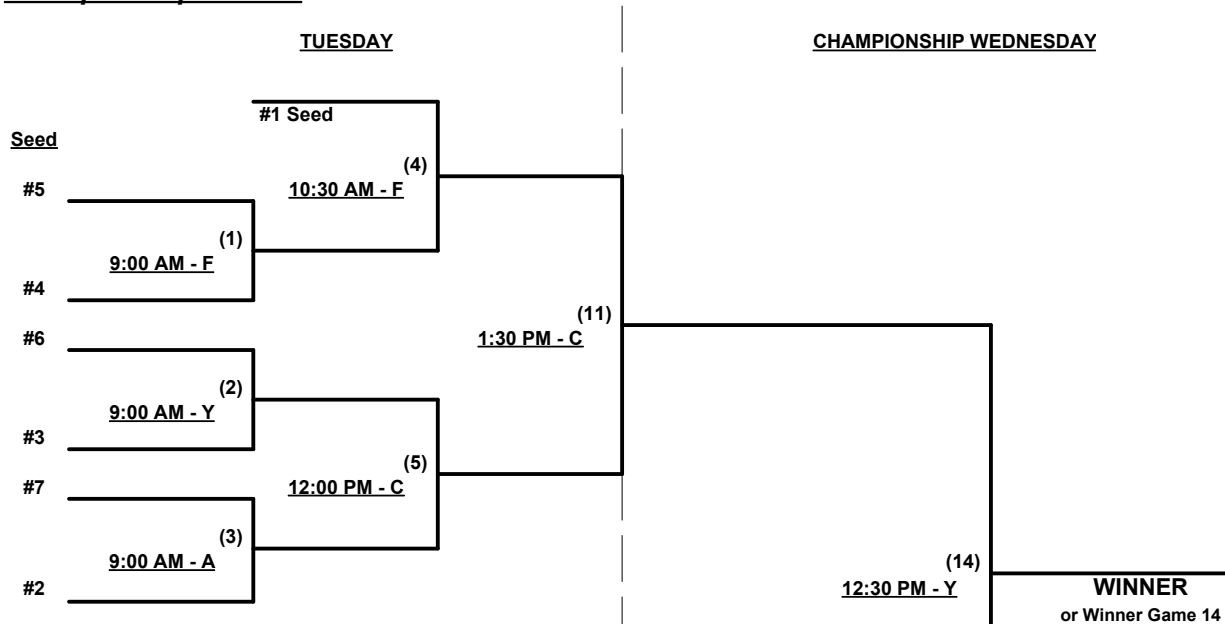 TUESDAY
CHAMPIONSHIP WEDNESDAY
#1 Seed
Seed
(4)
#5
10:30 AM - F
(1)
9:00 AM - F
#4
(11)
#6
1:30 PM - C
(2)
9:00 AM - Y
#3
(5)
#7
12:00 PM - C
(3)
9:00 AM - A
(14)
#2
12:30 PM - Y
WINNER
or Winner Game 14